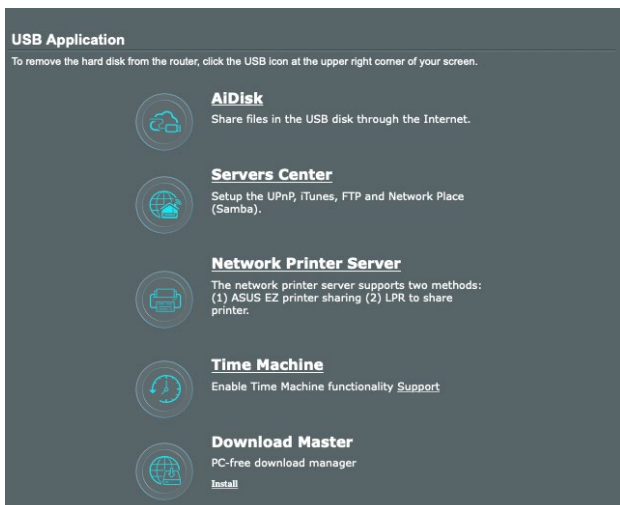 USB Application
To remove the hard disk from the router, click the USB icon at the upper right corner of your screen.
AiDisk
Share files in the USB disk through the Internet.
Servers Center
Setup the UPnP, iTunes, FTP and Network Place
(Samba).
Network Printer Server
The network printer server supports two methods:
(1) ASUS EZ printer sharing (2) LPR to share
printer.
Time Machine
Enable Time Machine functionality Support
Download Master
PC-free download manager
Install